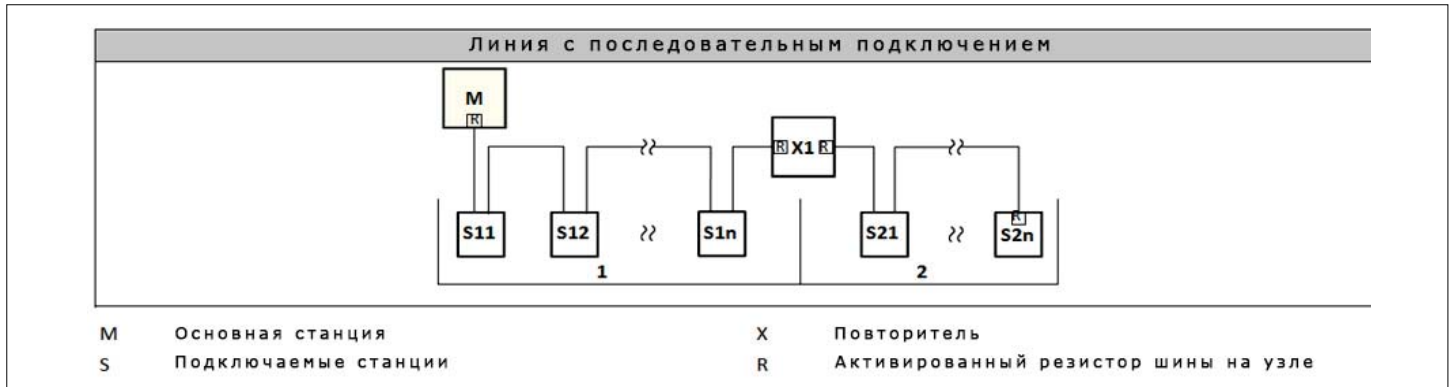 Линия с последовательным подключением
M
R
R X1 R
S11 S12 S1n S21 R S2n
1 2
M Основная станция X Повторитель
S Подключаемые станции R Активированный резистор шины на узле